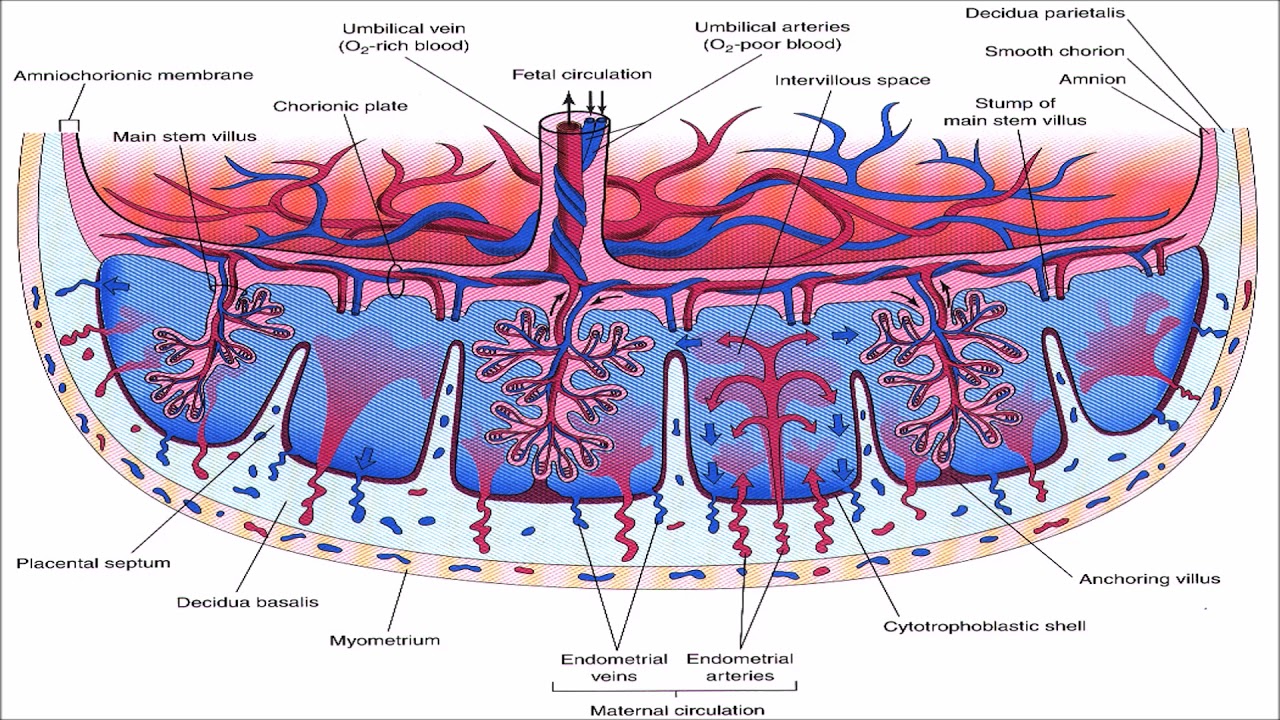 Umbilical vein
(O₂-rich blood)
Umbilical arteries
(O₂-poor blood)
Decidua parietalis
Smooth chorion
Amnion
Amniochorionic membrane
Fetal circulation
Intervillous space
Chorionic plate
Stump of
main stem villus
Main stem villus
Placental septum
Decidua basalis
Myometrium
Endometrial
veins
Endometrial
arteries
Maternal circulation
Cytotrophoblastic shell
Anchoring villus